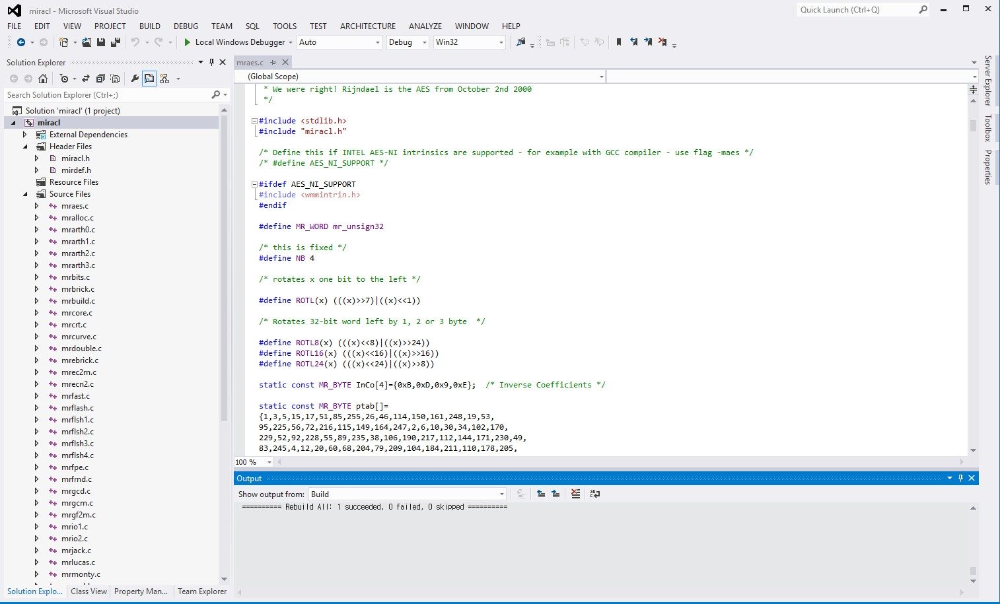 miracl - Microsoft Visual Studio
Quick Launch (Ctrl+Q)
FILE EDIT VIEW PROJECT BUILD DEBUG TEAM SQL TOOLS TEST ARCHITECTURE ANALYZE WINDOW HELP
Local Windows Debugger Auto Debug Win32
Solution Explorer
Search Solution Explorer (Ctrl+;)
Solution 'miracl' (1 project)
miracl
External Dependencies
Header Files
miracl.h
mirdef.h
Resource Files
Source Files
mraes.c
mralloc.c
mrarth0.c
mrarth1.c
mrarth2.c
mrarth3.c
mrbits.c
mrbrick.c
mrbuild.c
mrcore.c
mrcrt.c
mrcurve.c
mrdouble.c
mrebrick.c
mrec2m.c
mrecn2.c
mrfast.c
mrflash.c
mrflsh1.c
mrflsh2.c
mrflsh3.c
mrflsh4.c
mrfpe.c
mrfrnd.c
mrgcd.c
mrgcm.c
mrgf2m.c
mrio1.c
mrio2.c
mrjack.c
mrlucas.c
mrmonty.c
Solution Explo... Class View Property Man... Team Explorer
mraes.c
(Global Scope)
* We were right! Rijndael is the AES from October 2nd 2000
*/
#include <stdlib.h>
#include "miracl.h"
/* Define this if INTEL AES-NI intrinsics are supported - for example with GCC compiler - use flag -maes */
/* #define AES_NI_SUPPORT */
#ifdef AES_NI_SUPPORT
#include <wmmintrin.h>
#endif
#define MR_WORD mr_unsign32
/* this is fixed */
#define NB 4
/* rotates x one bit to the left */
#define ROTL(x) (((x)>>7)|((x)<<1))
/* Rotates 32-bit word left by 1, 2 or 3 byte  */
#define ROTL8(x) (((x)<<8)|((x)>>24))
#define ROTL16(x) (((x)<<16)|((x)>>16))
#define ROTL24(x) (((x)<<24)|((x)>>8))
static const MR_BYTE InCo[4]={0xB,0xD,0x9,0xE};  /* Inverse Coefficients */
static const MR_BYTE ptab[]=
{1,3,5,15,17,51,85,255,26,46,114,150,161,248,19,53,
95,225,56,72,216,115,149,164,247,2,6,10,30,34,102,170,
229,52,92,228,55,89,235,38,106,190,217,112,144,171,230,49,
83,245,4,12,20,60,68,204,79,209,104,184,211,110,178,205,
100 %
Output
Show output from: Build
========== Rebuild All: 1 succeeded, 0 failed, 0 skipped ==========
Server Explorer
Toolbox
Properties